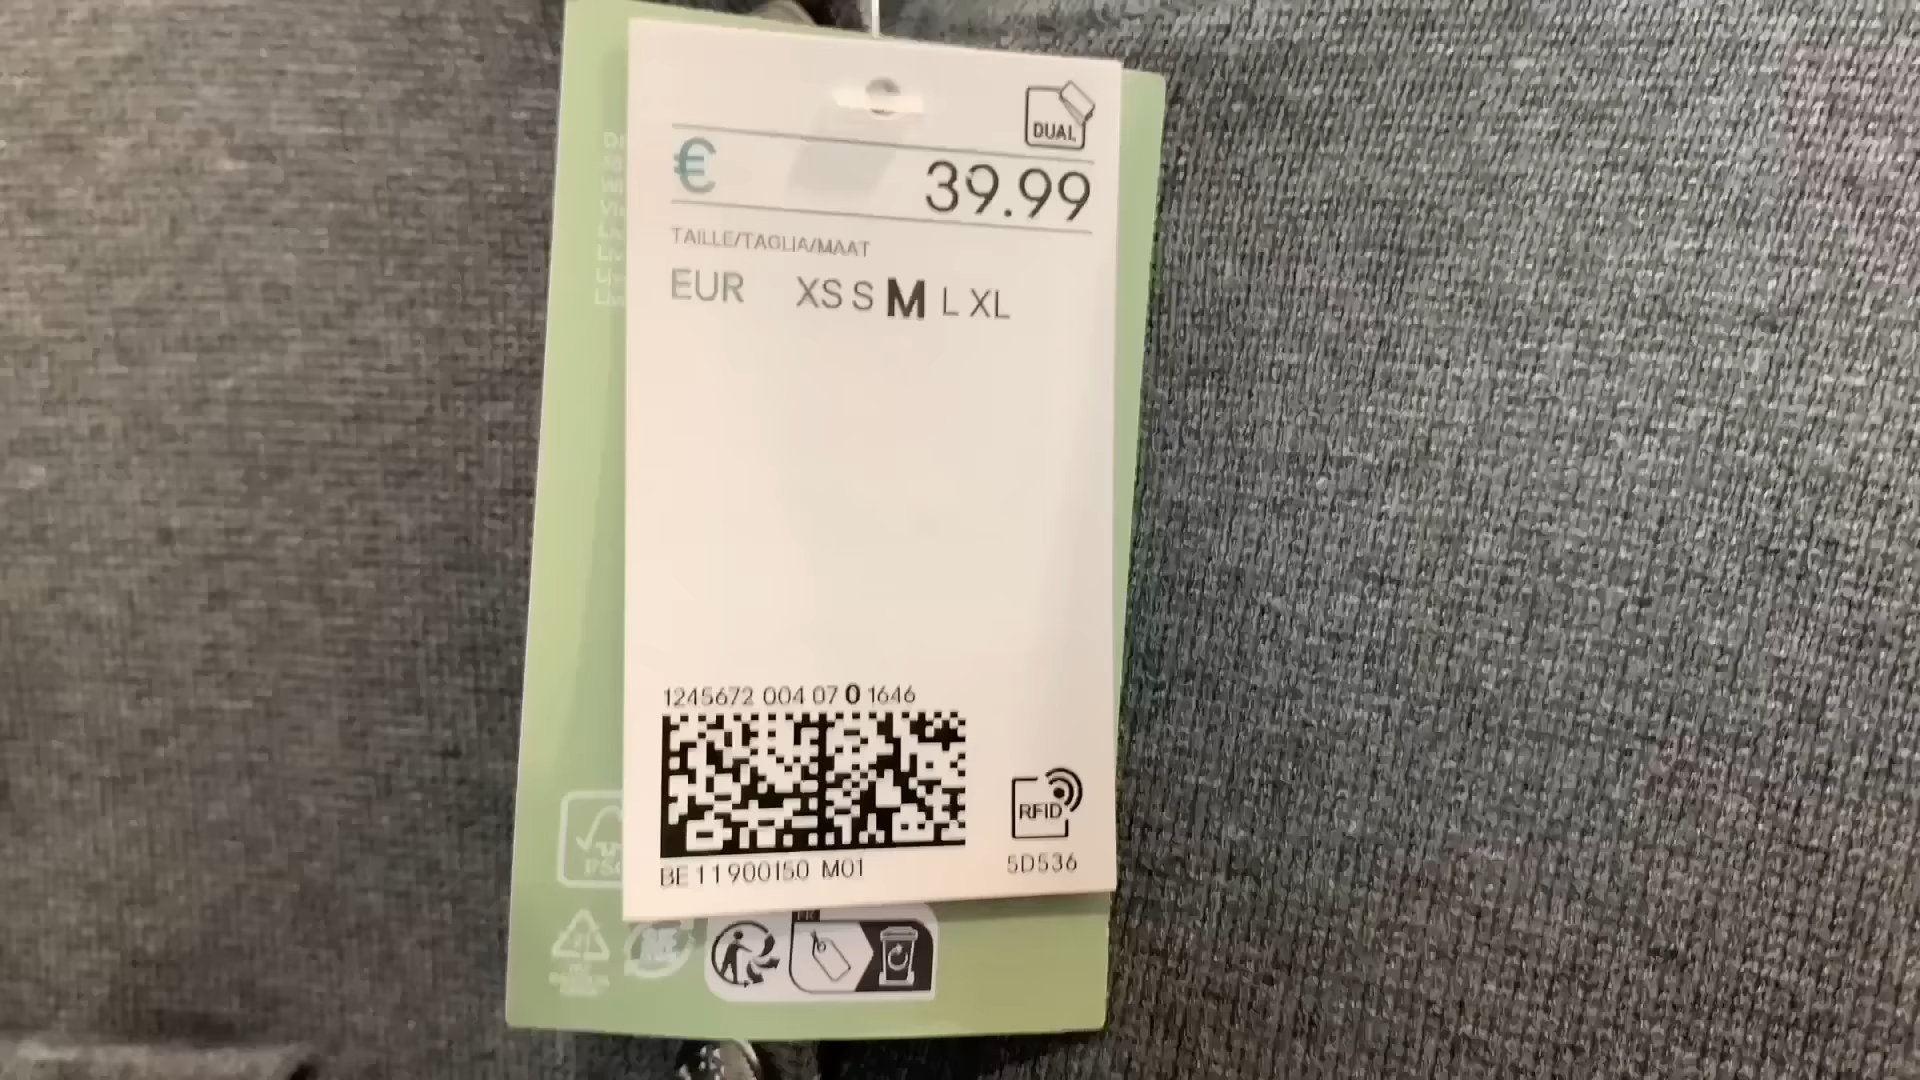 DUAL
€ 39.99
TAILLE/TAGLIA/MAAT
EUR XS S M L XL
1245672 004 07 0 1646
RFID
BE 11900150 M01
5D536
FR